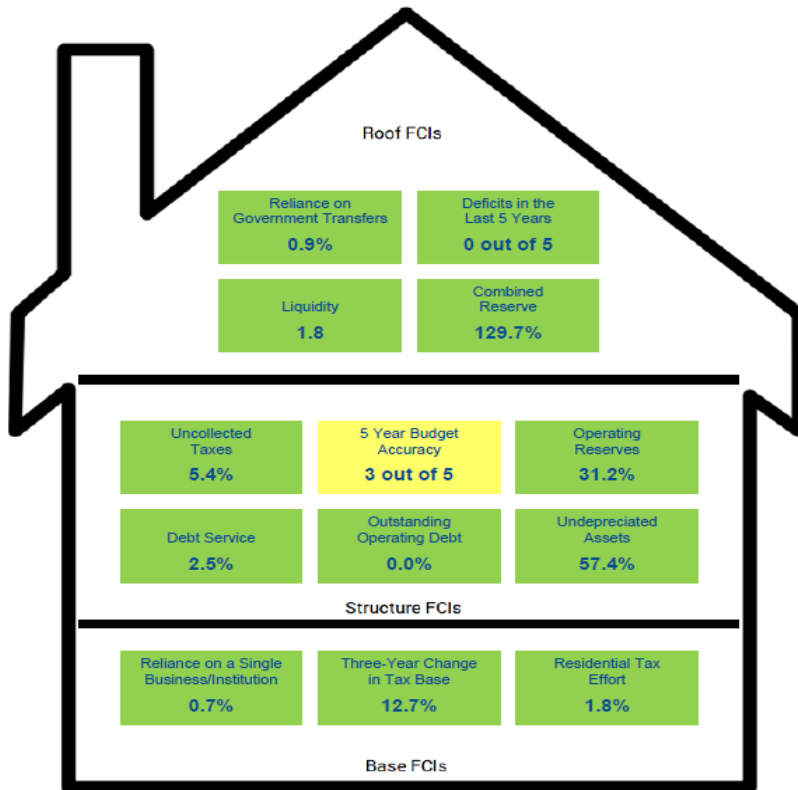 Roof FCIs
Reliance on
Government Transfers
0.9%
Deficits in the
Last 5 Years
0 out of 5
Liquidity
1.8
Combined
Reserve
129.7%
Uncollected
Taxes
5.4%
5 Year Budget
Accuracy
3 out of 5
Operating
Reserves
31.2%
Debt Service
2.5%
Outstanding
Operating Debt
0.0%
Undepreciated
Assets
57.4%
Structure FCIs
Reliance on a Single
Business/Institution
0.7%
Three-Year Change
in Tax Base
12.7%
Residential Tax
Effort
1.8%
Base FCIs